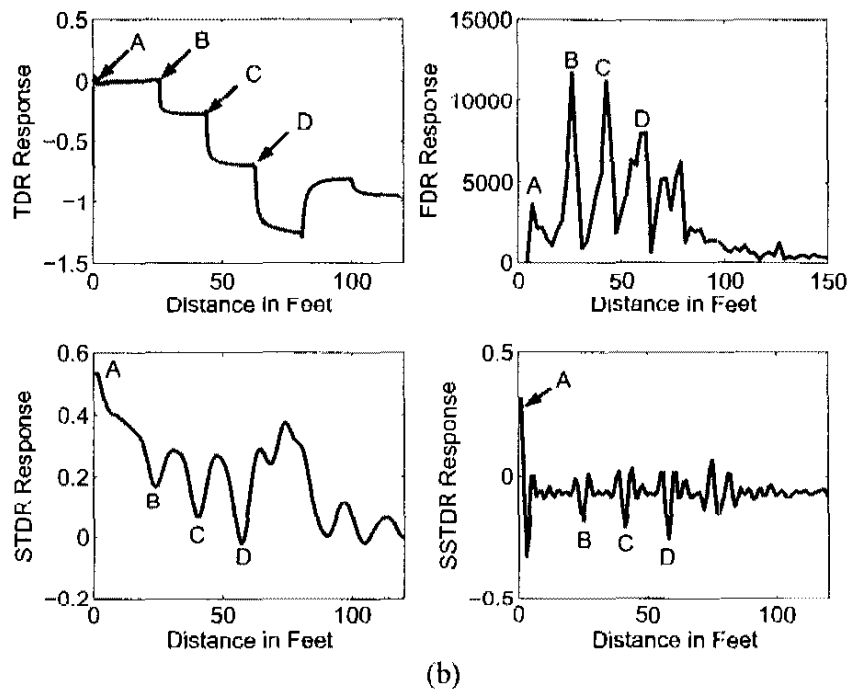 0.5
0
−0.5
−1
−1.5
TDR Response
A
B
C
D
0
50
100
Distance in Feet
15000
10000
5000
0
FDR Response
A
B
C
D
0
50
100
150
Distance in Feet
0.6
0.4
0.2
0
−0.2
STDR Response
A
B
C
D
0
50
100
Distance in Feet
0.5
0
−0.5
SSTDR Response
A
B
C
D
0
50
100
Distance in Feet
(b)